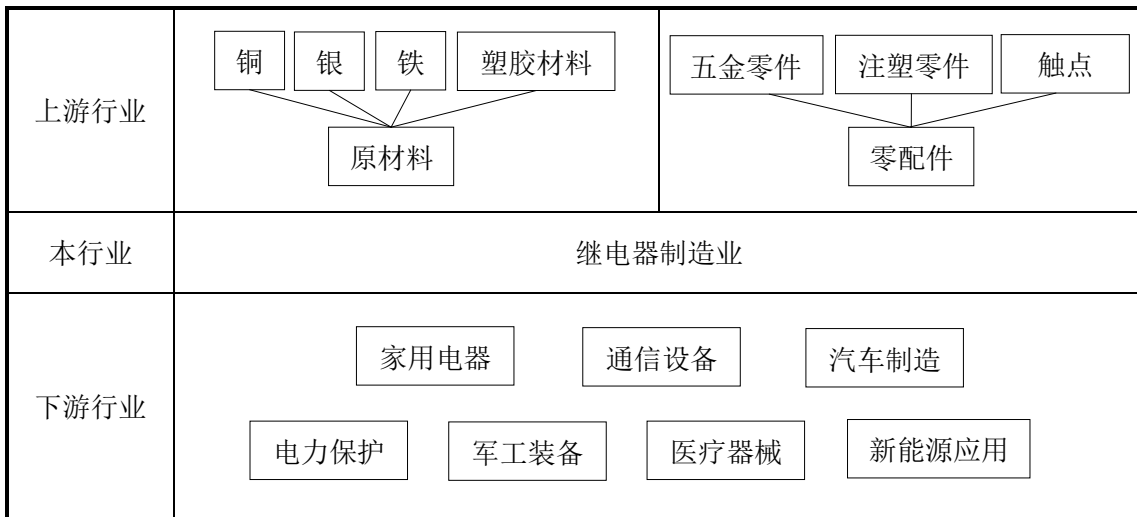 铜 银 铁 塑胶材料 五金零件 注塑零件 触点
上游行业
原材料 零配件
本行业 继电器制造业
家用电器 通信设备 汽车制造
下游行业
电力保护 军工装备 医疗器械 新能源应用